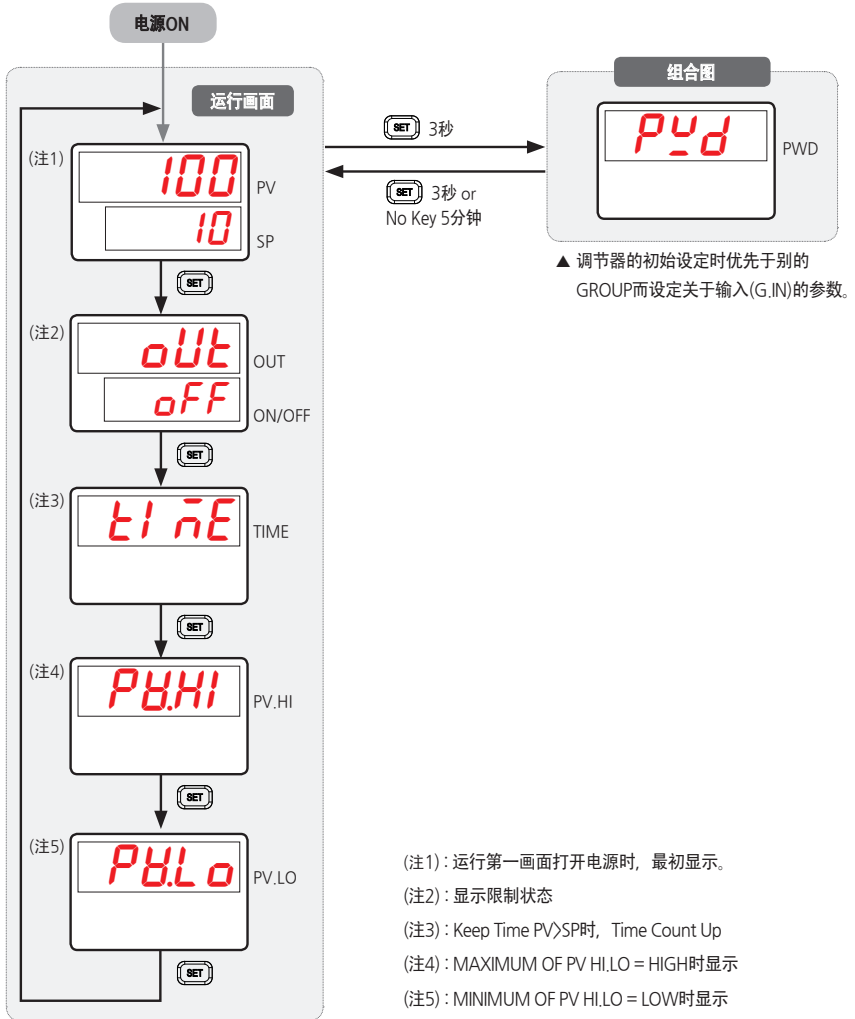 电源ON
运行画面
(注1)
100
PV
10
SP
SET
(注2)
oUt
OUT
oFF
ON/OFF
SET
(注3)
tIME
TIME
SET
(注4)
PV.HI
PV.HI
SET
(注5)
PV.Lo
PV.LO
SET
SET 3秒
SET 3秒 or
No Key 5分钟
组合图
PWd
PWD
▲ 调节器的初始设定时优先于别的
GROUP而设定关于输入(G.IN)的参数。
(注1) : 运行第一画面打开电源时, 最初显示。
(注2) : 显示限制状态
(注3) : Keep Time PV>SP时, Time Count Up
(注4) : MAXIMUM OF PV HI.LO = HIGH时显示
(注5) : MINIMUM OF PV HI.LO = LOW时显示